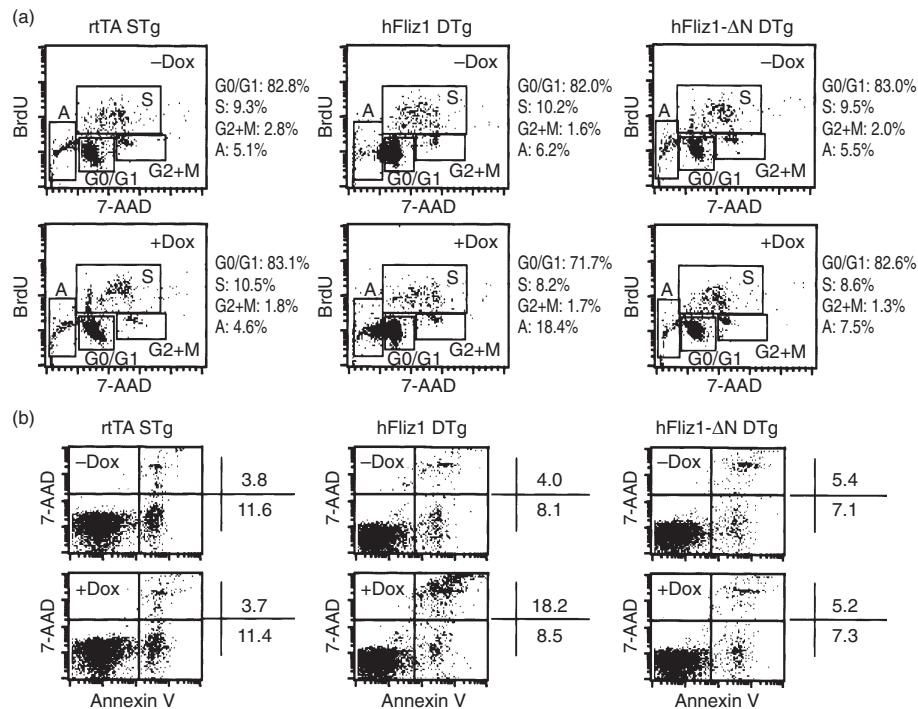 (a)
rtTA STg
hFliz1 DTg
hFliz1-ΔN DTg
BrdU
A
–Dox
S
G0/G1
G2+M
7-AAD
G0/G1: 82.8%
S: 9.3%
G2+M: 2.8%
A: 5.1%
BrdU
A
–Dox
S
G0/G1
G2+M
7-AAD
G0/G1: 82.0%
S: 10.2%
G2+M: 1.6%
A: 6.2%
BrdU
A
–Dox
S
G0/G1
G2+M
7-AAD
G0/G1: 83.0%
S: 9.5%
G2+M: 2.0%
A: 5.5%
BrdU
A
+Dox
S
G0/G1
G2+M
7-AAD
G0/G1: 83.1%
S: 10.5%
G2+M: 1.8%
A: 4.6%
BrdU
A
+Dox
S
G0/G1
G2+M
7-AAD
G0/G1: 71.7%
S: 8.2%
G2+M: 1.7%
A: 18.4%
BrdU
A
+Dox
S
G0/G1
G2+M
7-AAD
G0/G1: 82.6%
S: 8.6%
G2+M: 1.3%
A: 7.5%
(b)
rtTA STg
hFliz1 DTg
hFliz1-ΔN DTg
7-AAD
–Dox
3.8
11.6
7-AAD
–Dox
4.0
8.1
7-AAD
–Dox
5.4
7.1
7-AAD
+Dox
3.7
11.4
Annexin V
7-AAD
+Dox
18.2
8.5
Annexin V
7-AAD
+Dox
5.2
7.3
Annexin V